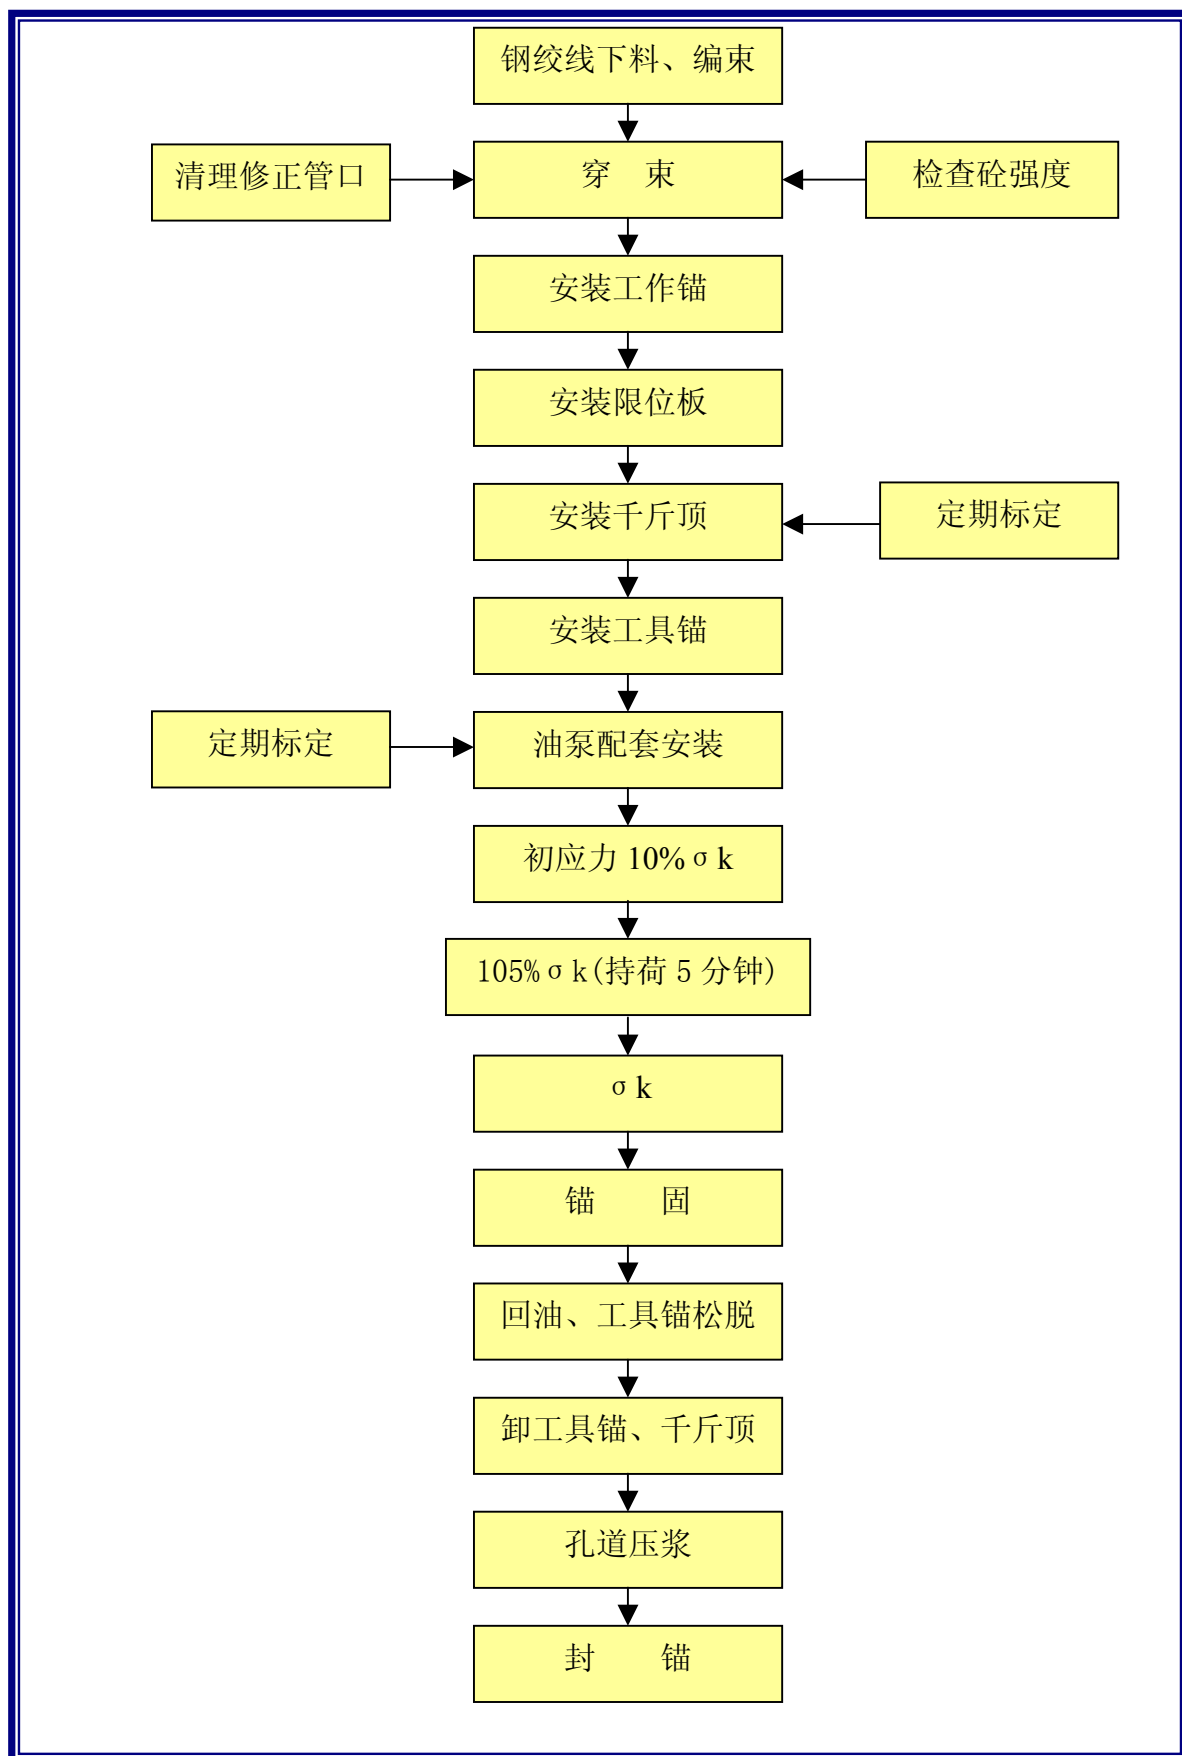 钢绞线下料、编束
清理修正管口
穿 束
检查砼强度
安装工作锚
安装限位板
安装千斤顶
定期标定
安装工具锚
定期标定
油泵配套安装
初应力 10%σk
105%σk(持荷 5 分钟)
σk
锚 固
回油、工具锚松脱
卸工具锚、千斤顶
孔道压浆
封 锚